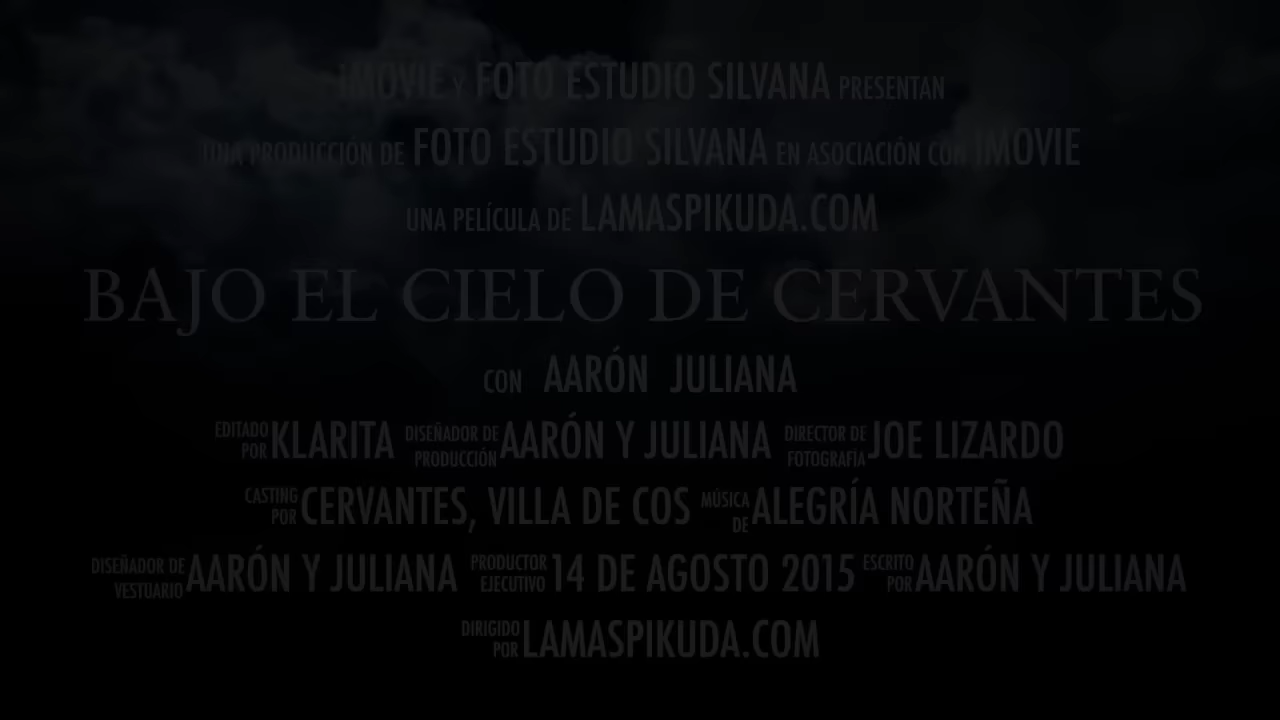 IMOVIE Y FOTO ESTUDIO SILVANA PRESENTAN
UNA PRODUCCIÓN DE FOTO ESTUDIO SILVANA EN ASOCIACIÓN CON IMOVIE
UNA PELÍCULA DE LAMASPIKUDA.COM
BAJO EL CIELO DE CERVANTES
CON AARÓN JULIANA
EDITADO POR KLARITA DISEÑADOR DE PRODUCCIÓN AARÓN Y JULIANA DIRECTOR DE FOTOGRAFÍA JOE LIZARDO
CASTING POR CERVANTES, VILLA DE COS MÚSICA DE ALEGRÍA NORTEÑA
DISEÑADOR DE VESTUARIO AARÓN Y JULIANA PRODUCTOR EJECUTIVO 14 DE AGOSTO 2015 ESCRITO POR AARÓN Y JULIANA
DIRIGIDO POR LAMASPIKUDA.COM